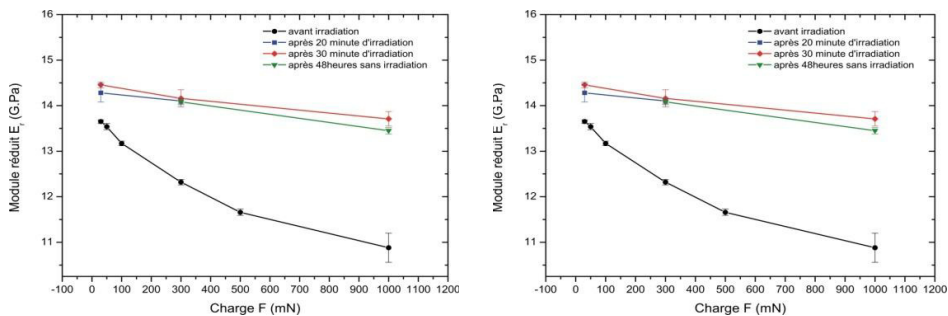 16
15
14
13
12
11
Module réduit Er (G.Pa)
avant irradiation
après 20 minute d'irradiation
après 30 minute d'irradiation
après 48heures sans irradiation
-100 0 100 200 300 400 500 600 700 800 900 1000 1100 1200
Charge F (mN)
16
15
14
13
12
11
Module réduit Er (G.Pa)
avant irradiation
après 20 minute d'irradiation
après 30 minute d'irradiation
après 48heures sans irradiation
-100 0 100 200 300 400 500 600 700 800 900 1000 1100 1200
Charge F (mN)